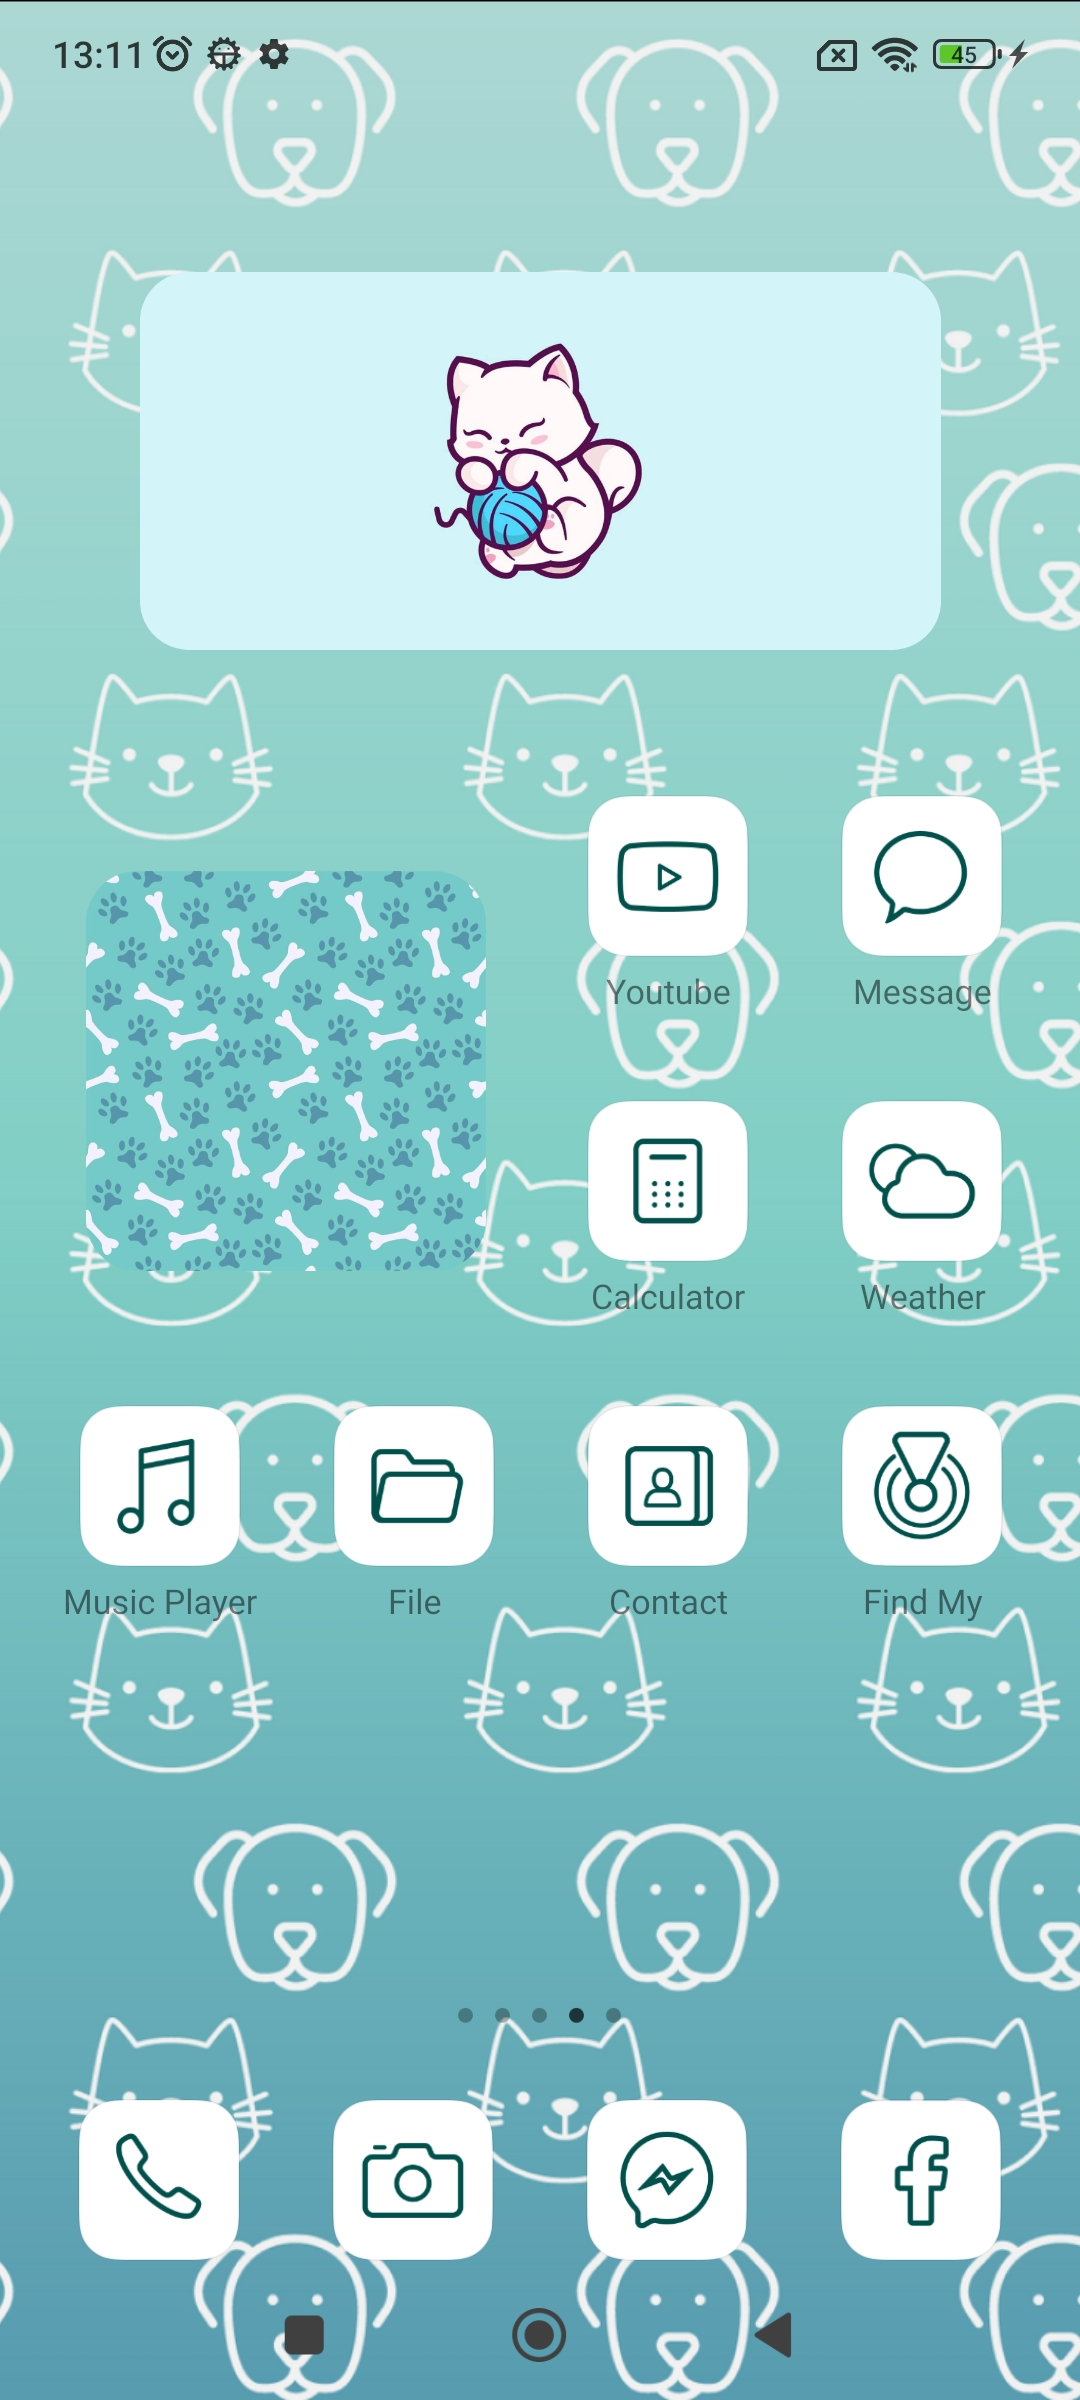 13:11
45
Youtube
Message
Calculator
Weather
Music Player
File
Contact
Find My